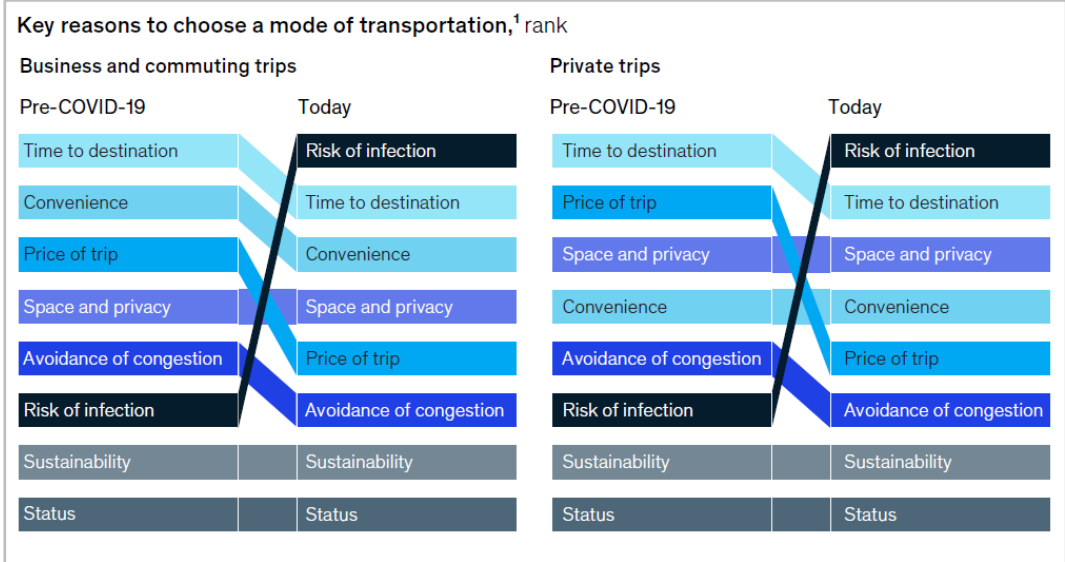 Key reasons to choose a mode of transportation,¹ rank
Business and commuting trips
Pre-COVID-19
Today
Time to destination
Convenience
Price of trip
Space and privacy
Avoidance of congestion
Risk of infection
Sustainability
Status
Risk of infection
Time to destination
Convenience
Space and privacy
Price of trip
Avoidance of congestion
Sustainability
Status
Private trips
Pre-COVID-19
Today
Time to destination
Price of trip
Space and privacy
Convenience
Avoidance of congestion
Risk of infection
Sustainability
Status
Risk of infection
Time to destination
Space and privacy
Convenience
Price of trip
Avoidance of congestion
Sustainability
Status